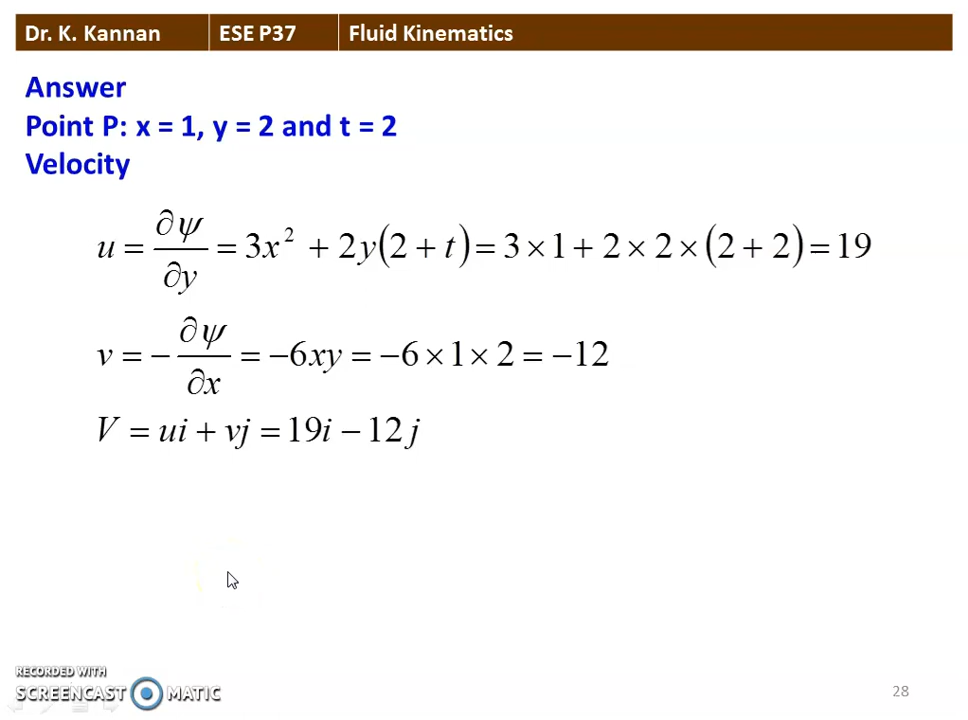 Dr. K. Kannan ESE P37 Fluid Kinematics
Answer
Point P: x = 1, y = 2 and t = 2
Velocity
u = ∂ψ/∂y = 3x² + 2y(2 + t) = 3 × 1 + 2 × 2 × (2 + 2) = 19
v = −∂ψ/∂x = −6xy = −6 × 1 × 2 = −12
V = ui + vj = 19i − 12j
RECORDED WITH
SCREENCAST MATIC
28